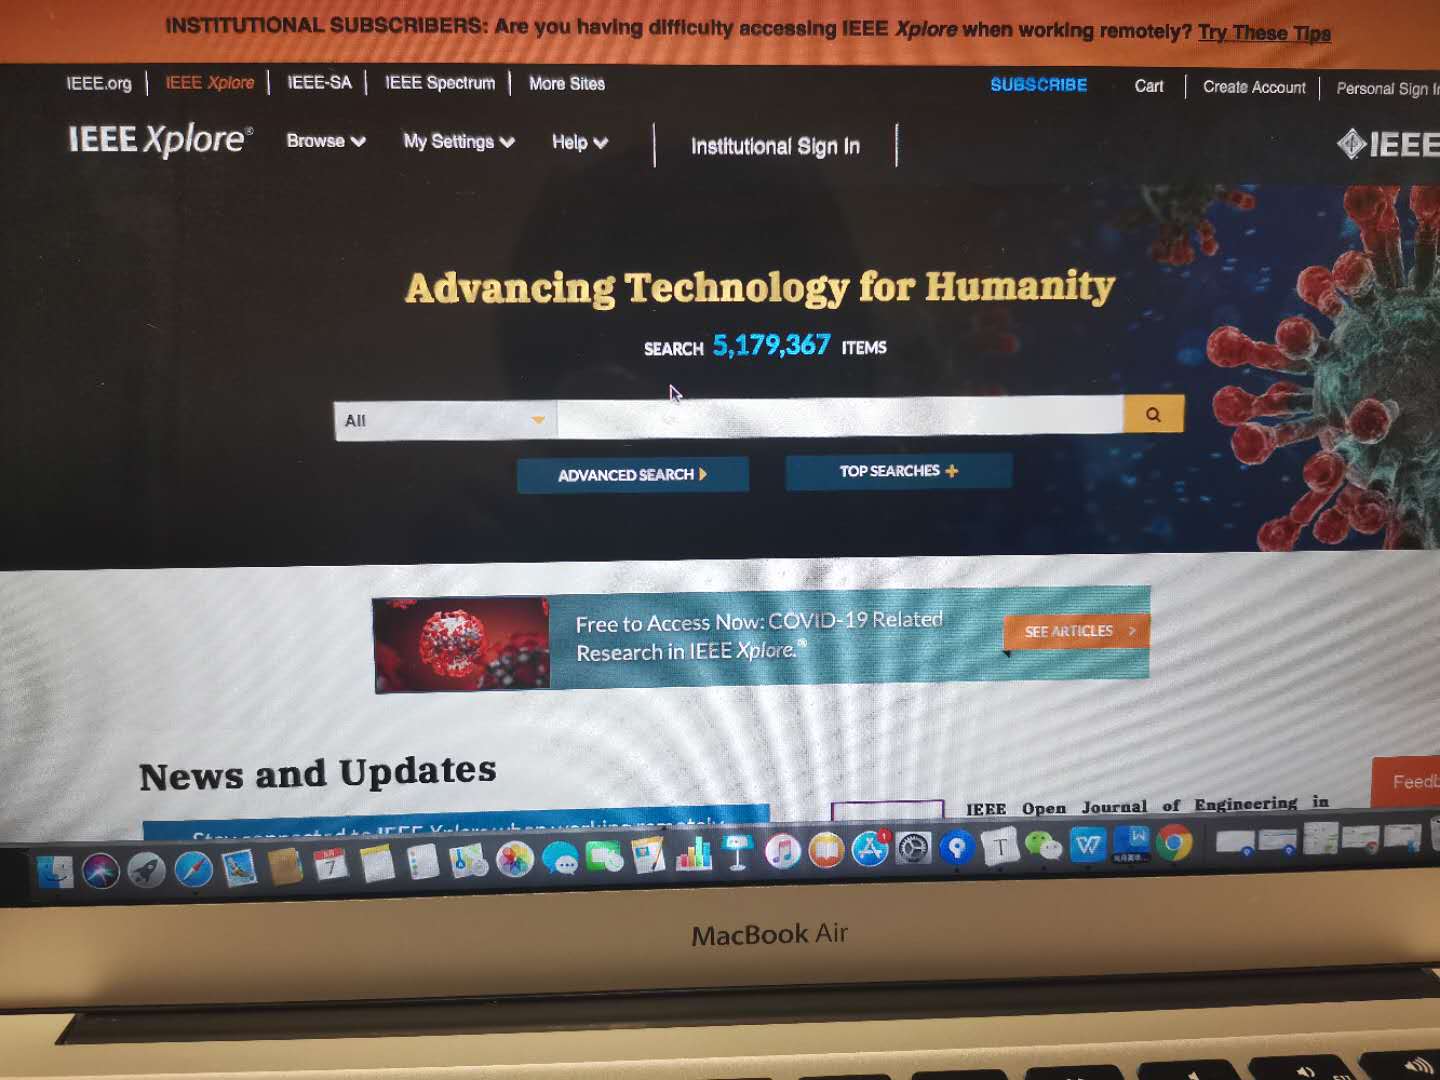 INSTITUTIONAL SUBSCRIBERS: Are you having difficulty accessing IEEE Xplore when working remotely? Try These Tips
IEEE.org | IEEE Xplore | IEEE-SA | IEEE Spectrum | More Sites
SUBSCRIBE Cart | Create Account | Personal Sign In
IEEE Xplore® Browse My Settings Help | Institutional Sign In |
IEEE
Advancing Technology for Humanity
SEARCH 5,179,367 ITEMS
All
ADVANCED SEARCH
TOP SEARCHES
Free to Access Now: COVID-19 Related
Research in IEEE Xplore.®
SEE ARTICLES >
News and Updates
Feedb
Stay connected to IEEE Xplore when working remotely
IEEE Open Journal of Engineering in
7
1
T
W
W
MacBook Air